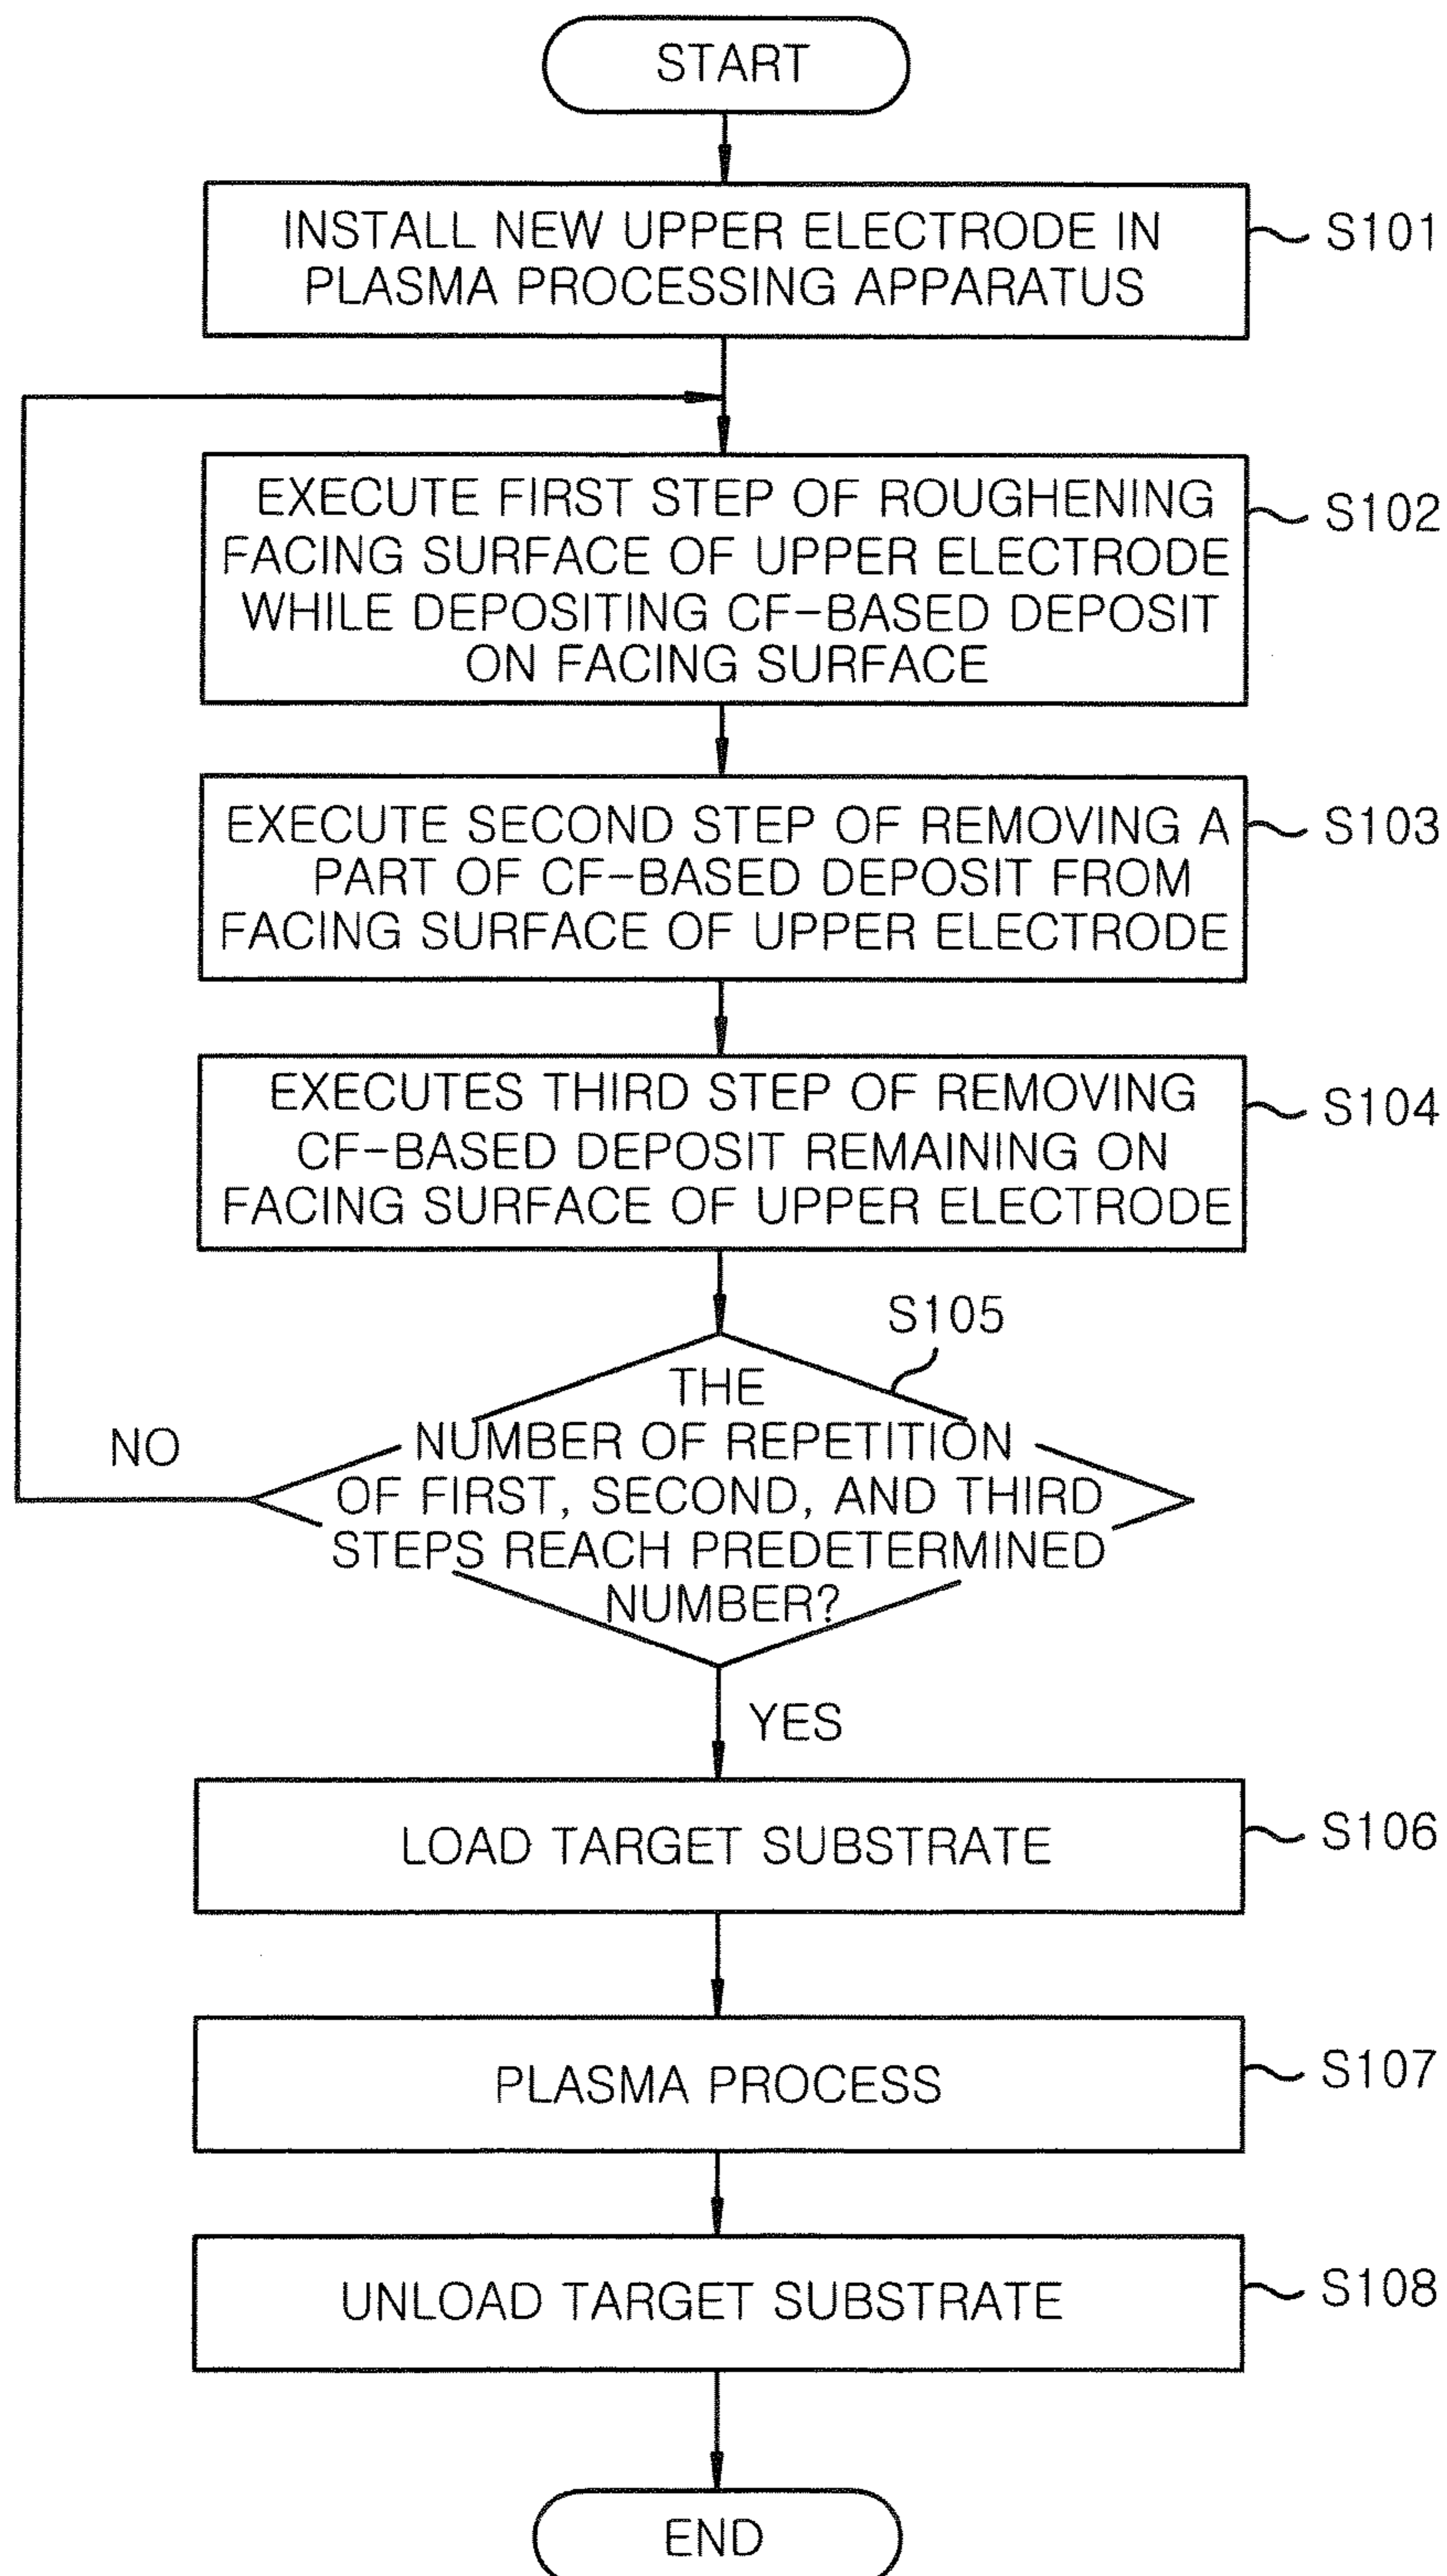 START
INSTALL NEW UPPER ELECTRODE IN
PLASMA PROCESSING APPARATUS
S101
EXECUTE FIRST STEP OF ROUGHENING
FACING SURFACE OF UPPER ELECTRODE
WHILE DEPOSITING CF-BASED DEPOSIT
ON FACING SURFACE
S102
EXECUTE SECOND STEP OF REMOVING A
PART OF CF-BASED DEPOSIT FROM
FACING SURFACE OF UPPER ELECTRODE
S103
EXECUTES THIRD STEP OF REMOVING
CF-BASED DEPOSIT REMAINING ON
FACING SURFACE OF UPPER ELECTRODE
S104
S105
THE
NUMBER OF REPETITION
OF FIRST, SECOND, AND THIRD
STEPS REACH PREDETERMINED
NUMBER?
NO
YES
LOAD TARGET SUBSTRATE
S106
PLASMA PROCESS
S107
UNLOAD TARGET SUBSTRATE
S108
END